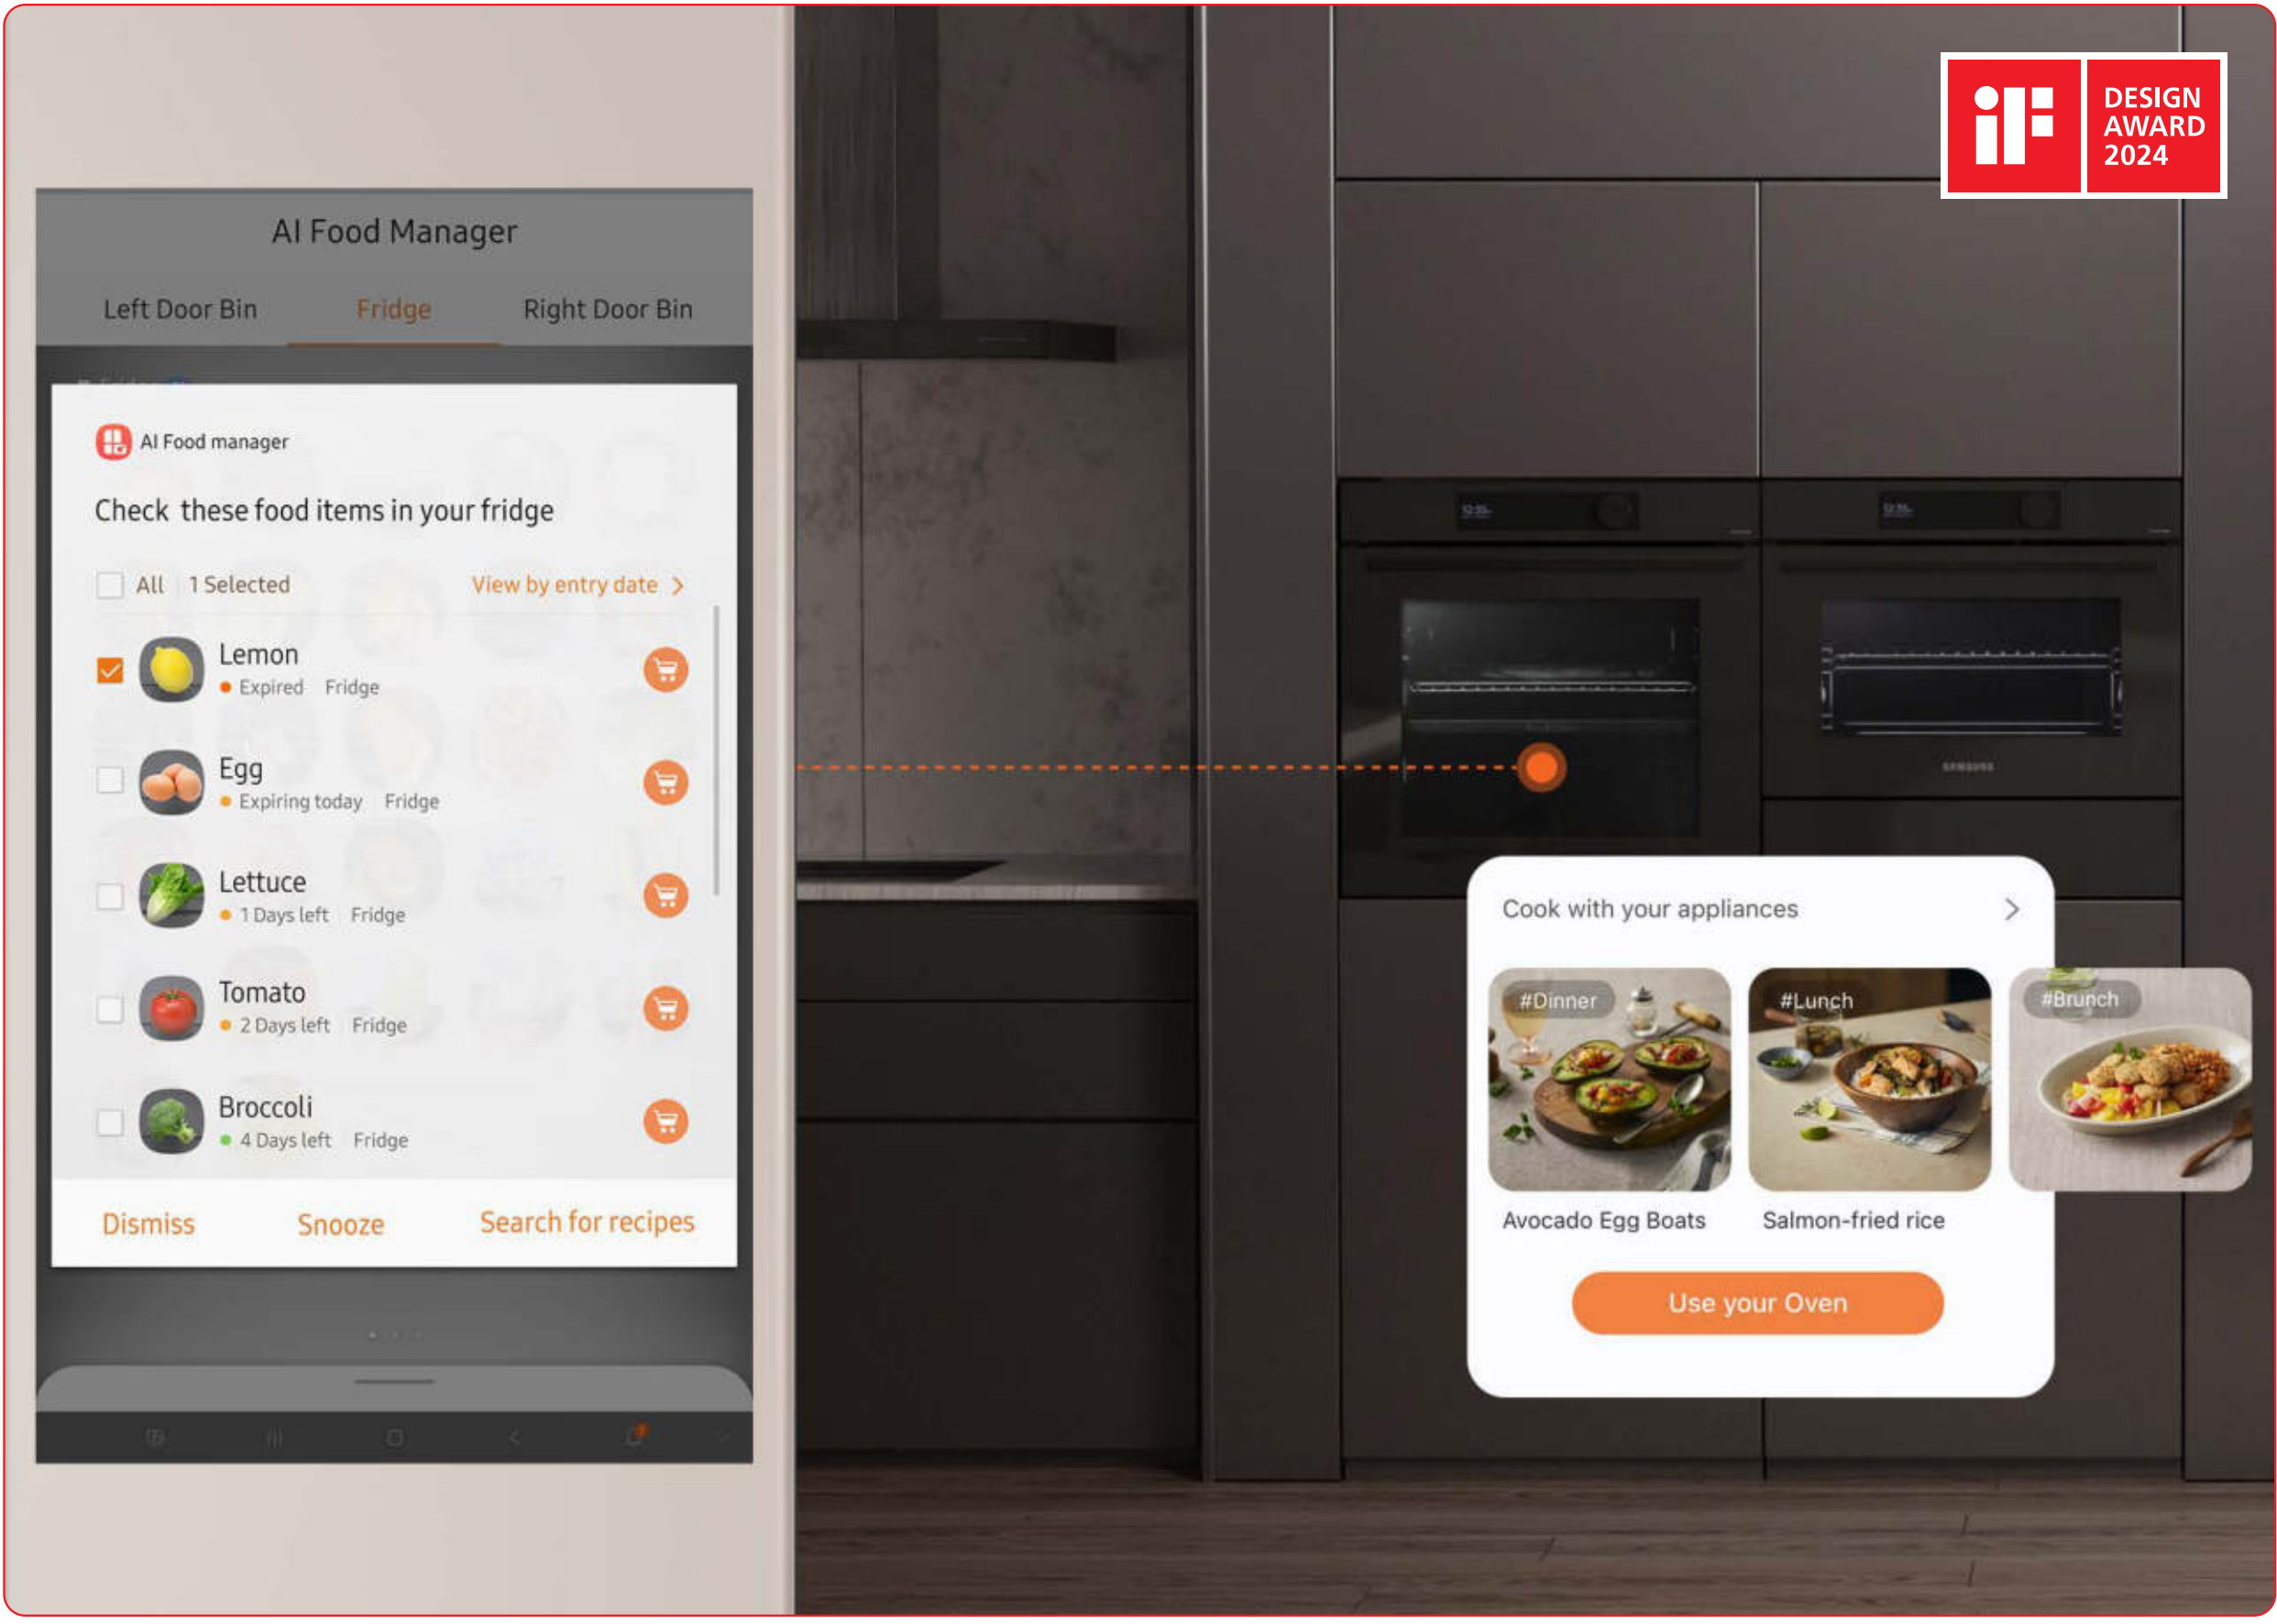 iF DESIGN
AWARD
2024
AI Food Manager
Left Door Bin Fridge Right Door Bin
AI Food manager
Check these food items in your fridge
All 1 Selected View by entry date >
Lemon
Expired Fridge
Egg
Expiring today Fridge
Lettuce
1 Days left Fridge
Tomato
2 Days left Fridge
Broccoli
4 Days left Fridge
Dismiss Snooze Search for recipes
SAMSUNG
Cook with your appliances >
#Dinner #Lunch #Brunch
Avocado Egg Boats Salmon-fried rice
Use your Oven